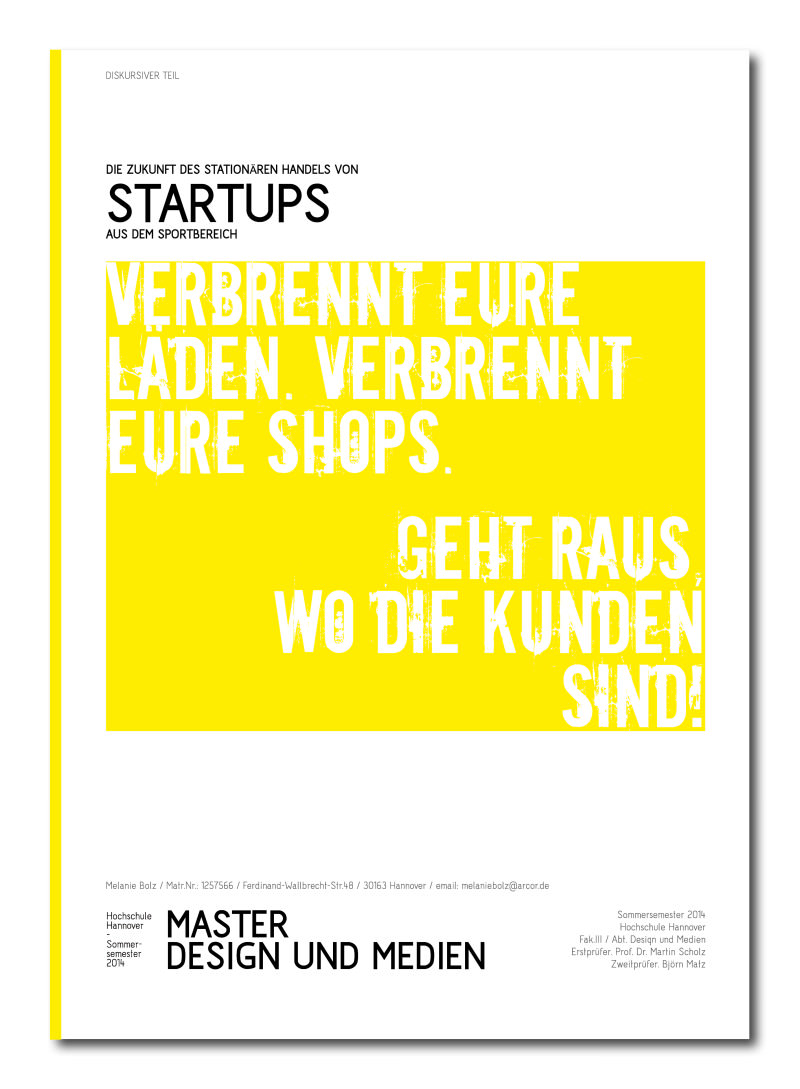 DISKURSIVER TEIL
DIE ZUKUNFT DES STATIONÄREN HANDELS VON
STARTUPS
AUS DEM SPORTBEREICH
VERBRENNT EURE
LÄDEN. VERBRENNT
EURE SHOPS.
GEHT RAUS,
WO DIE KUNDEN
SIND!
Melanie Bolz / Matr.Nr.: 1257566 / Ferdinand-Wallbrecht-Str.48 / 30163 Hannover / email: melaniebolz@arcor.de
Hochschule
Hannover
-
Sommer-
semester
2014
MASTER
DESIGN UND MEDIEN
Sommersemester 2014
Hochschule Hannover
Fak.III / Abt. Design und Medien
Erstprüfer. Prof. Dr. Martin Scholz
Zweitprüfer. Björn Matz